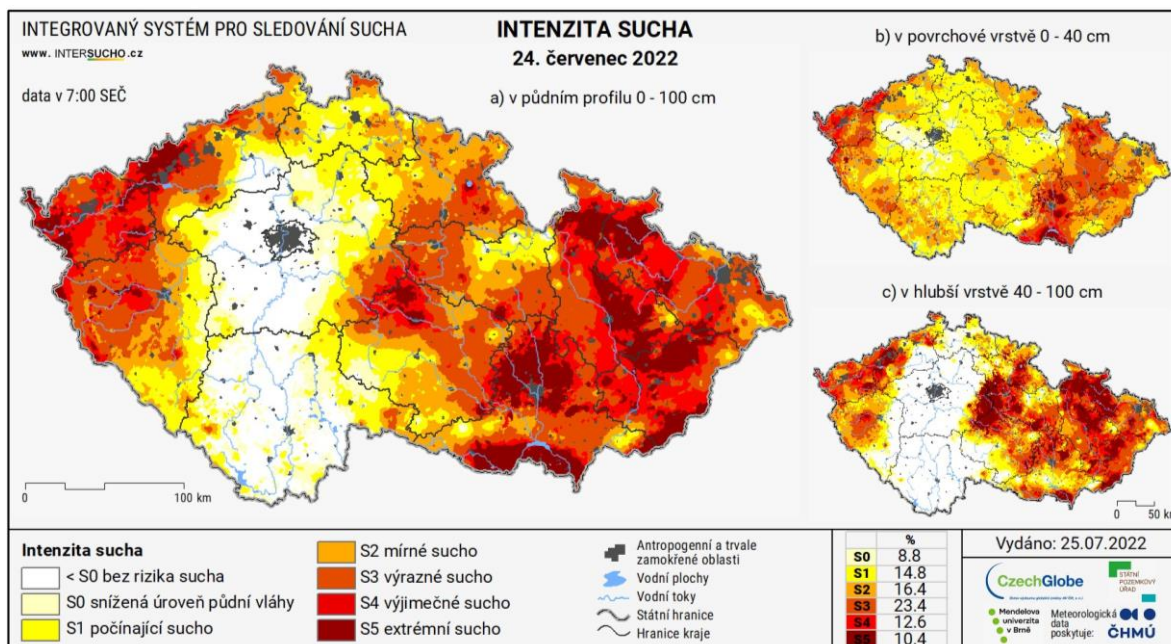 INTEGROVANÝ SYSTÉM PRO SLEDOVÁNÍ SUCHA
www. INTERSUCHO.cz
data v 7:00 SEČ
INTENZITA SUCHA
24. červenec 2022
a) v půdním profilu 0 - 100 cm
b) v povrchové vrstvě 0 - 40 cm
c) v hlubší vrstvě 40 - 100 cm
0 100 km
0 50 km
Intenzita sucha
< S0 bez rizika sucha
S0 snížená úroveň půdní vláhy
S1 počínající sucho
S2 mírné sucho
S3 výrazné sucho
S4 výjimečné sucho
S5 extrémní sucho
Antropogenní a trvale
zamokřené oblasti
Vodní plochy
Vodní toky
Státní hranice
Hranice kraje
%
S0 8.8
S1 14.8
S2 16.4
S3 23.4
S4 12.6
S5 10.4
Vydáno: 25.07.2022
CzechGlobe
STÁTNÍ
POZEMKOVÝ
ÚŘAD
Mendelova
univerzita
v Brně
Meteorologická
data
poskytuje:
ČHMÚ